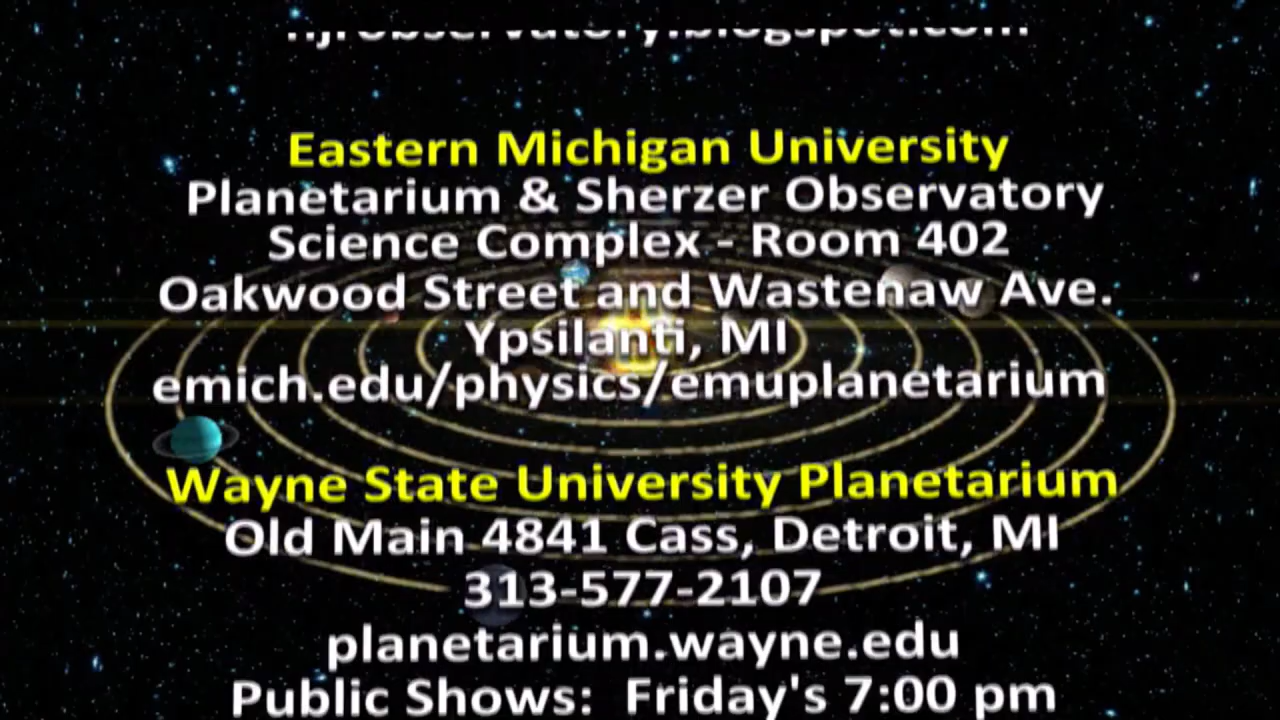 Eastern Michigan University
Planetarium & Sherzer Observatory
Science Complex - Room 402
Oakwood Street and Wastenaw Ave.
Ypsilanti, MI
emich.edu/physics/emuplanetarium
Wayne State University Planetarium
Old Main 4841 Cass, Detroit, MI
313-577-2107
planetarium.wayne.edu
Public Shows: Friday's 7:00 pm